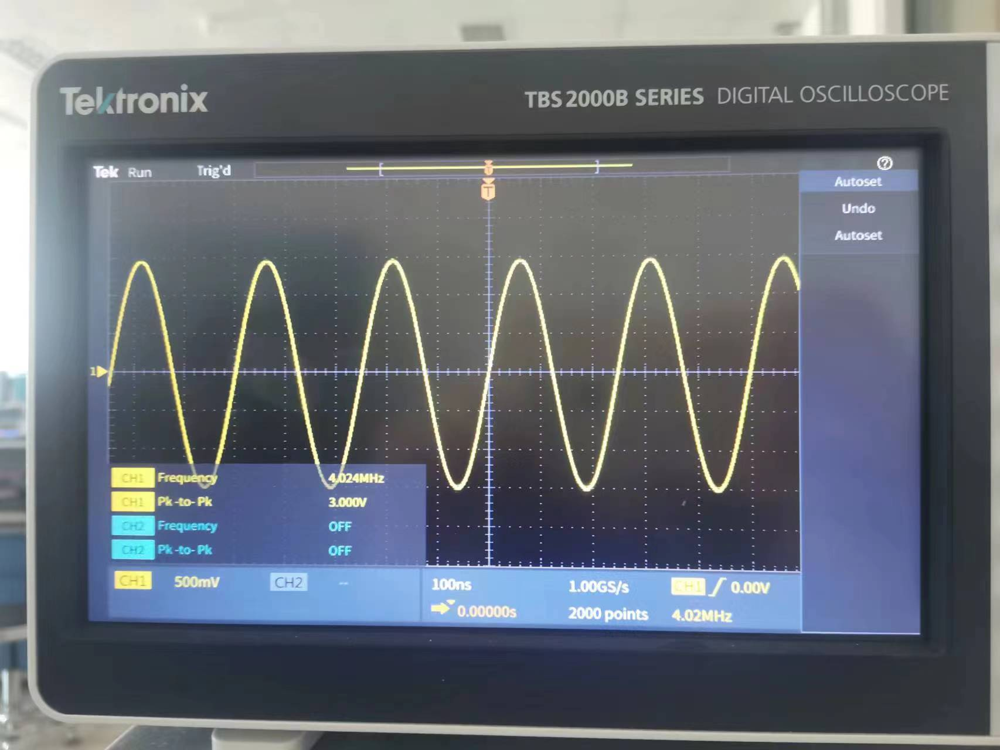 Tektronix
TBS 2000B SERIES DIGITAL OSCILLOSCOPE
Tek Run Trig'd
T
?
Autoset
Undo
Autoset
T
1
CH1 Frequency 4.024MHz
CH1 Pk-to-Pk 3.000V
CH2 Frequency OFF
CH2 Pk-to-Pk OFF
CH1 500mV CH2 -- 100ns 1.00GS/s CH1 0.00V
0.00000s 2000 points 4.02MHz